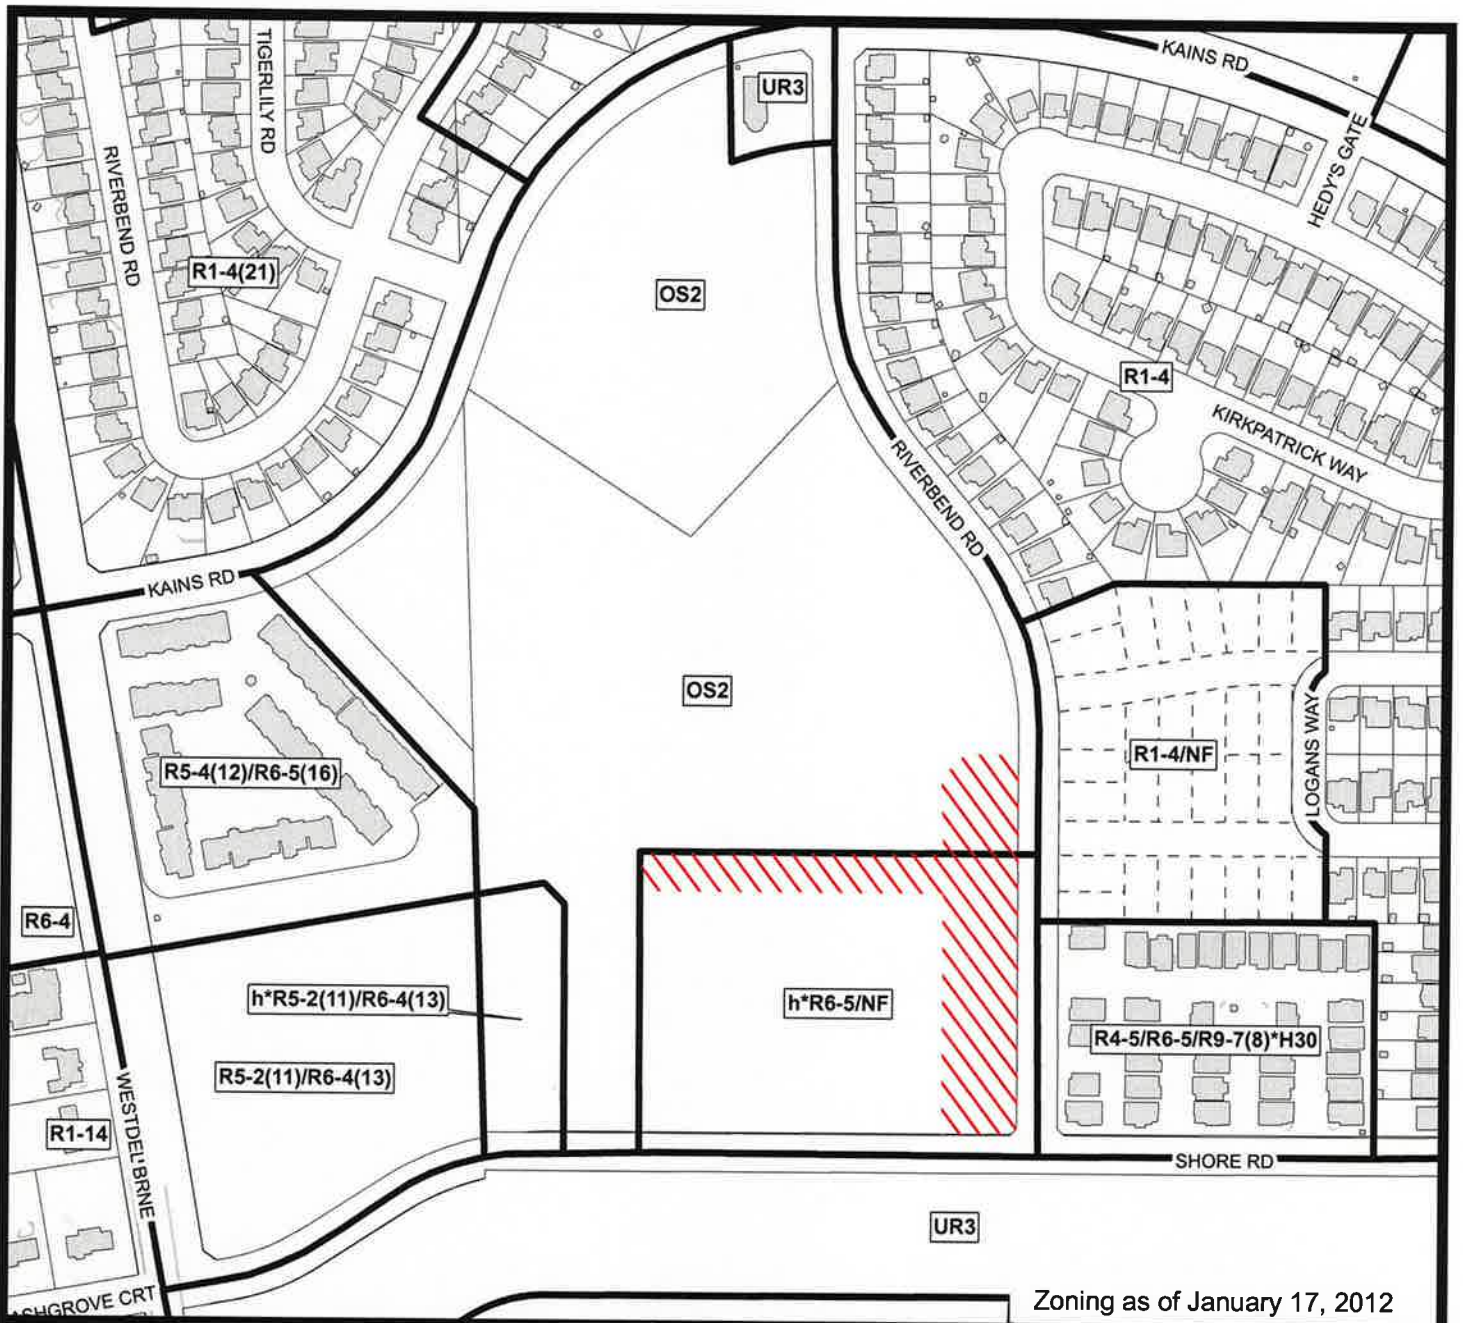 KAINS RD
TIGERLILY RD
UR3
HEDY'S GATE
RIVERBEND RD
R1-4(21)
OS2
R1-4
KIRKPATRICK WAY
RIVERBEND RD
KAINS RD
OS2
LOGANS WAY
R1-4/NF
R5-4(12)/R6-5(16)
R6-4
h*R5-2(11)/R6-4(13)
h*R6-5/NF
R4-5/R6-5/R9-7(8)*H30
R5-2(11)/R6-4(13)
R1-14
WESTDEL BRNE
SHORE RD
UR3
ASHGROVE CRT
Zoning as of January 17, 2012